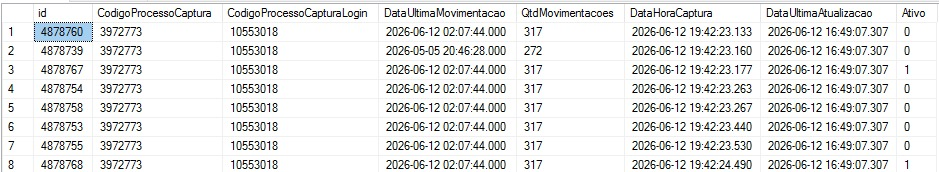 id CodigoProcessoCaptura CodigoProcessoCapturaLogin DataUltimaMovimentacao QtdMovimentacoes DataHoraCaptura DataUltimaAtualizacao Ativo
1 4878760 3972773 10553018 2026-06-12 02:07:44.000 317 2026-06-12 19:42:23.133 2026-06-12 16:49:07.307 0
2 4878739 3972773 10553018 2026-05-05 20:46:28.000 272 2026-06-12 19:42:23.160 2026-06-12 16:49:07.307 0
3 4878767 3972773 10553018 2026-06-12 02:07:44.000 317 2026-06-12 19:42:23.177 2026-06-12 16:49:07.307 1
4 4878754 3972773 10553018 2026-06-12 02:07:44.000 317 2026-06-12 19:42:23.263 2026-06-12 16:49:07.307 0
5 4878758 3972773 10553018 2026-06-12 02:07:44.000 317 2026-06-12 19:42:23.267 2026-06-12 16:49:07.307 0
6 4878753 3972773 10553018 2026-06-12 02:07:44.000 317 2026-06-12 19:42:23.440 2026-06-12 16:49:07.307 0
7 4878755 3972773 10553018 2026-06-12 02:07:44.000 317 2026-06-12 19:42:23.530 2026-06-12 16:49:07.307 0
8 4878768 3972773 10553018 2026-06-12 02:07:44.000 317 2026-06-12 19:42:24.490 2026-06-12 16:49:07.307 1